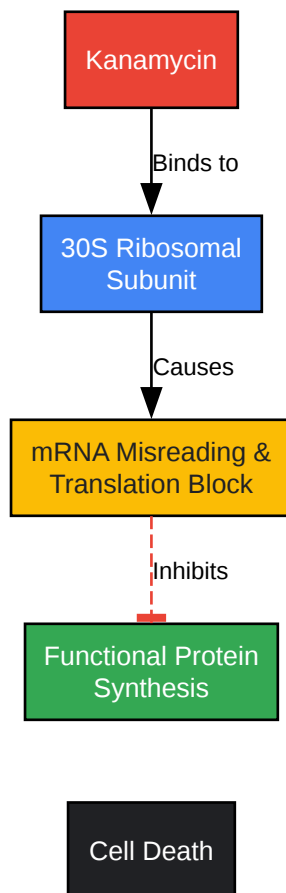 Kanamycin
Binds to
30S Ribosomal
Subunit
Causes
mRNA Misreading &
Translation Block
Inhibits
Functional Protein
Synthesis
Cell Death